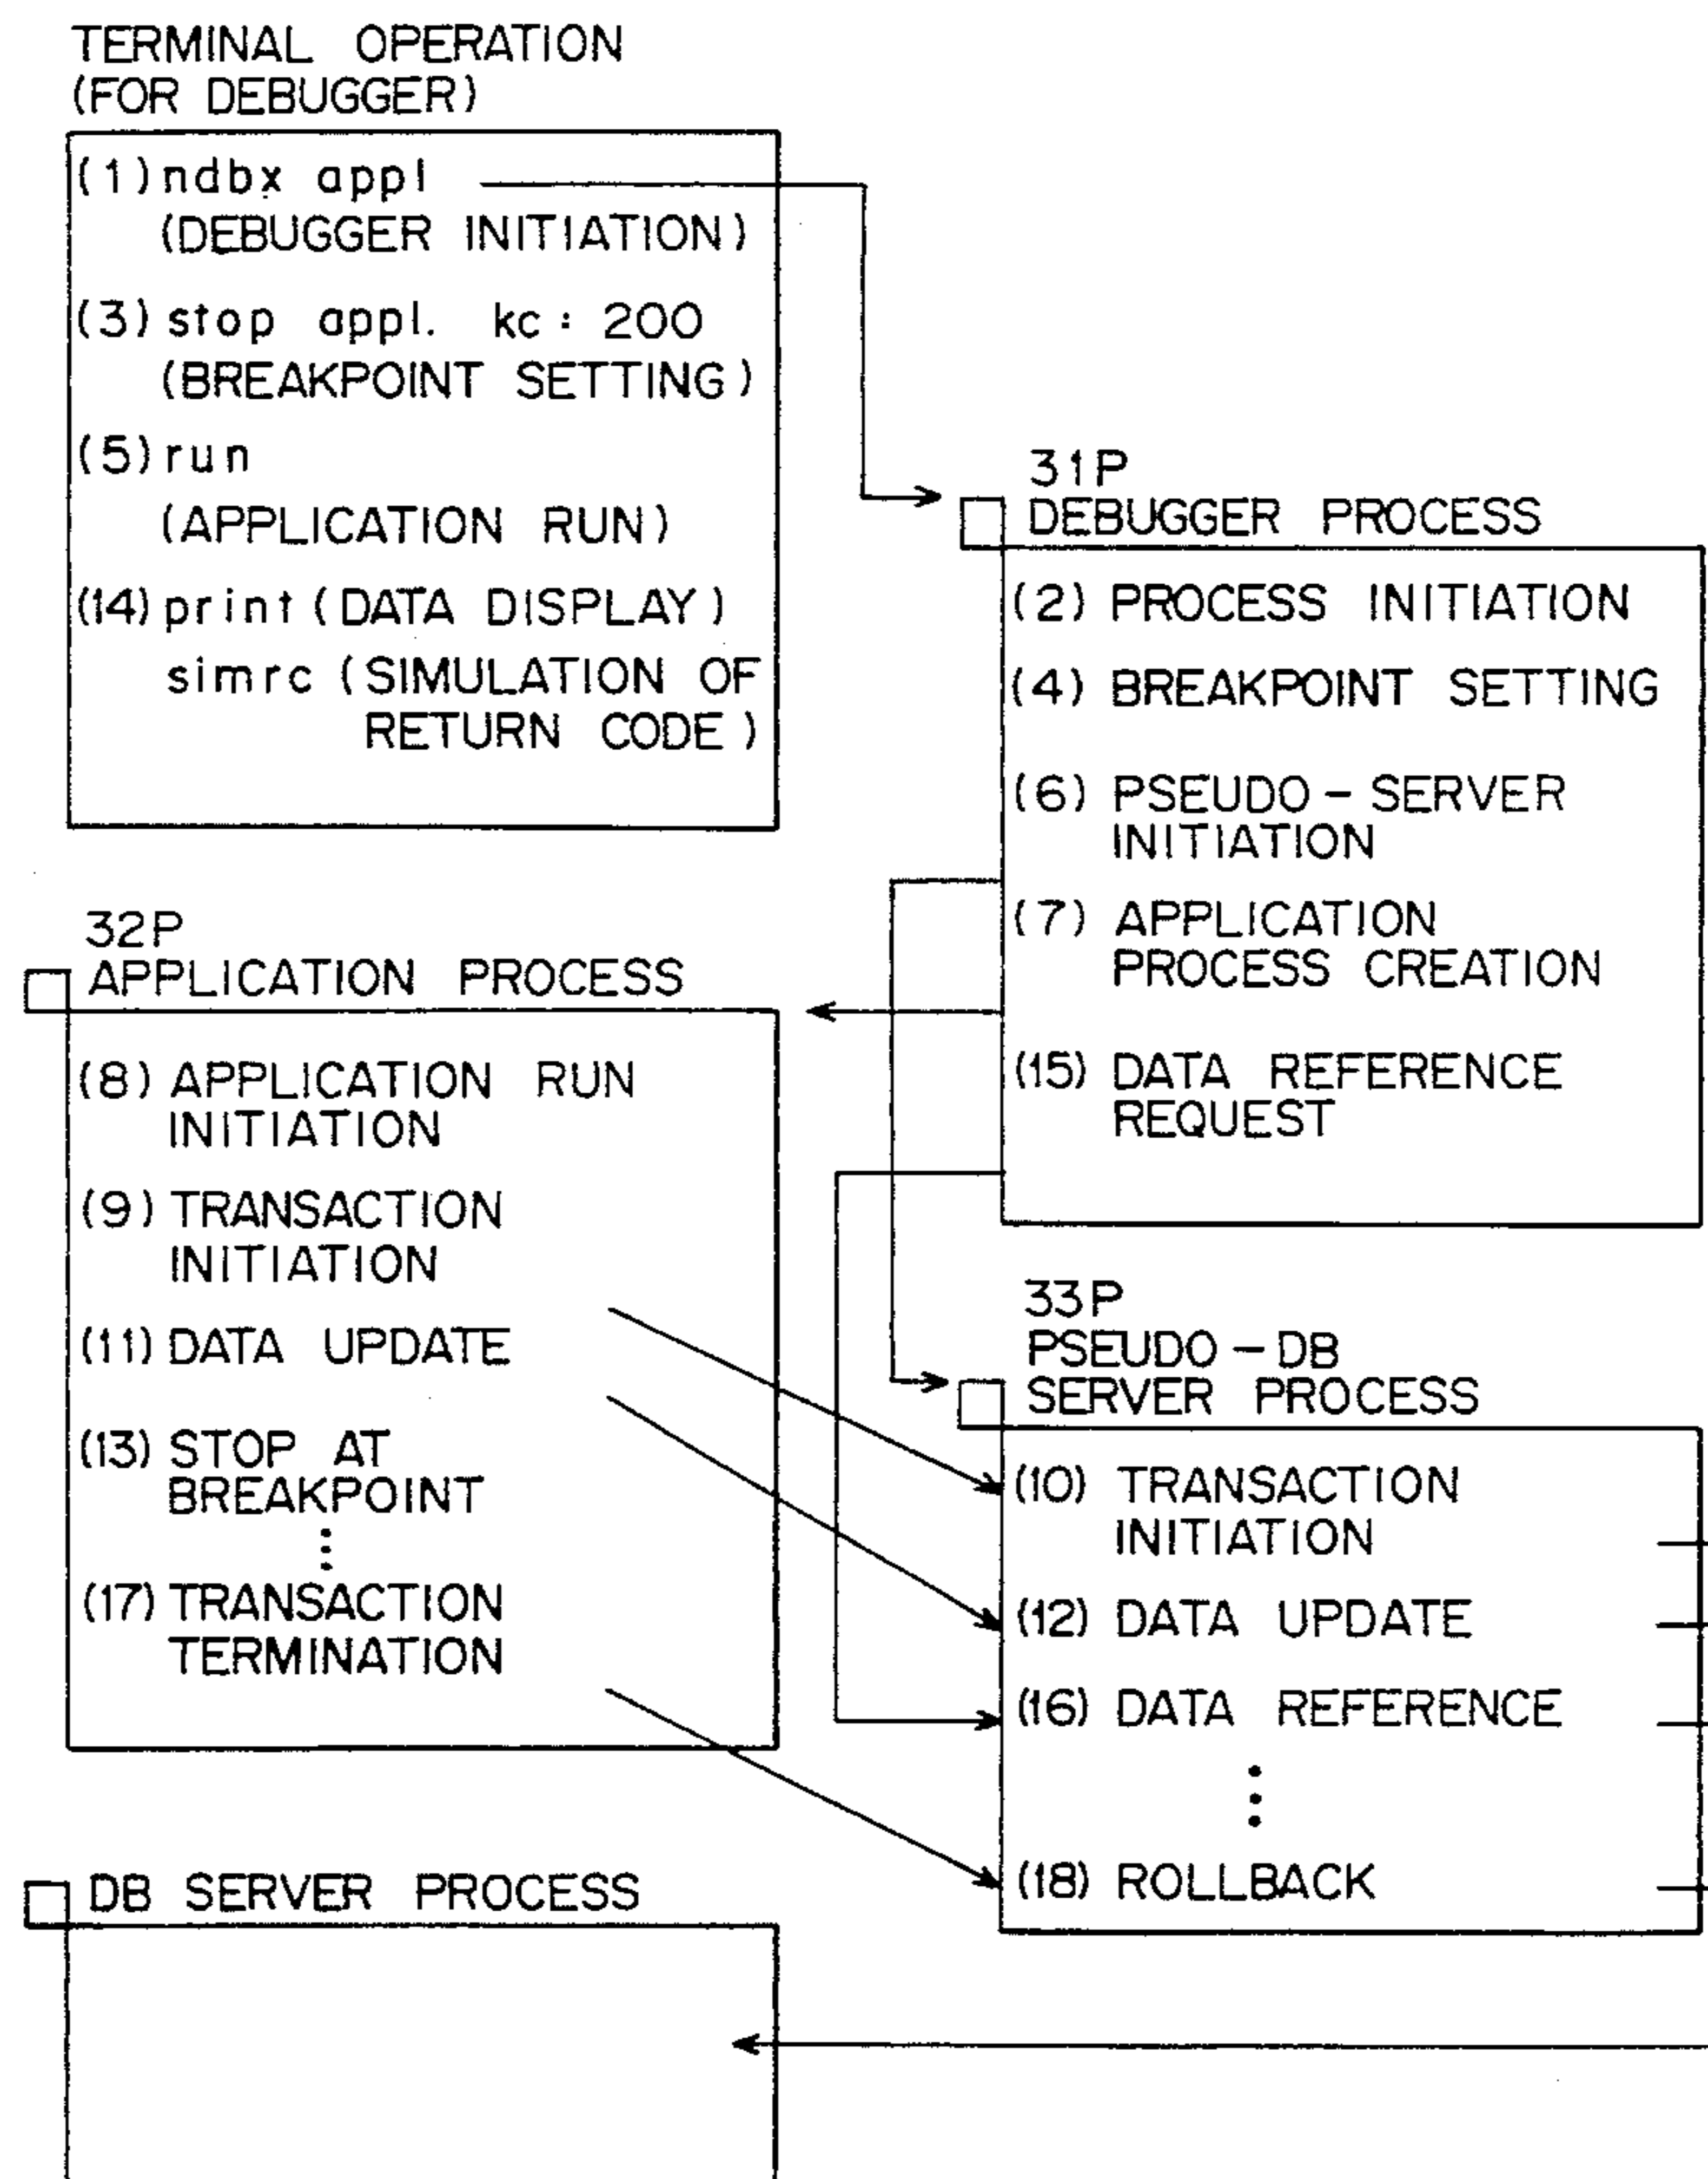 TERMINAL OPERATION
(FOR DEBUGGER)
(1) ndbx appl
(DEBUGGER INITIATION)
(3) stop appl. kc: 200
(BREAKPOINT SETTING)
(5) run
(APPLICATION RUN)
(14) print (DATA DISPLAY)
simrc (SIMULATION OF
RETURN CODE)
31P
DEBUGGER PROCESS
(2) PROCESS INITIATION
(4) BREAKPOINT SETTING
(6) PSEUDO-SERVER
INITIATION
(7) APPLICATION
PROCESS CREATION
(15) DATA REFERENCE
REQUEST
32P
APPLICATION PROCESS
(8) APPLICATION RUN
INITIATION
(9) TRANSACTION
INITIATION
(11) DATA UPDATE
(13) STOP AT
BREAKPOINT
(17) TRANSACTION
TERMINATION
33P
PSEUDO-DB
SERVER PROCESS
(10) TRANSACTION
INITIATION
(12) DATA UPDATE
(16) DATA REFERENCE
(18) ROLLBACK
DB SERVER PROCESS